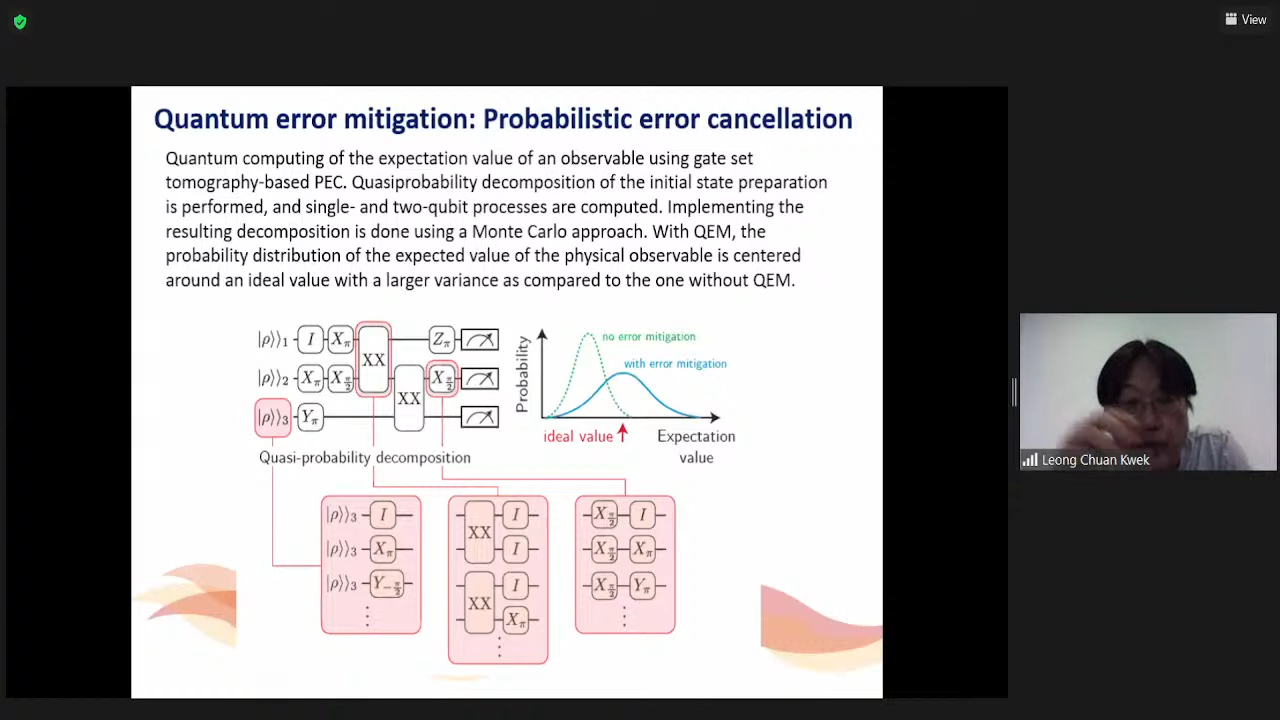 View
Quantum error mitigation: Probabilistic error cancellation
Quantum computing of the expectation value of an observable using gate set
tomography-based PEC. Quasiprobability decomposition of the initial state preparation
is performed, and single- and two-qubit processes are computed. Implementing the
resulting decomposition is done using a Monte Carlo approach. With QEM, the
probability distribution of the expected value of the physical observable is centered
around an ideal value with a larger variance as compared to the one without QEM.
|ρ⟩⟩₁ I Xπ XX Zπ
|ρ⟩⟩₂ Xπ Xπ/2 XX Xπ/2
|ρ⟩⟩₃ Yπ
Quasi-probability decomposition
Probability
no error mitigation
with error mitigation
ideal value
Expectation
value
|ρ⟩⟩₃ I
|ρ⟩⟩₃ Xπ
|ρ⟩⟩₃ Y−π/2
⋮
XX I
I
XX I
Xπ
⋮
Xπ/2 I
Xπ/2 Xπ
Xπ/2 Yπ
⋮
Leong Chuan Kwek